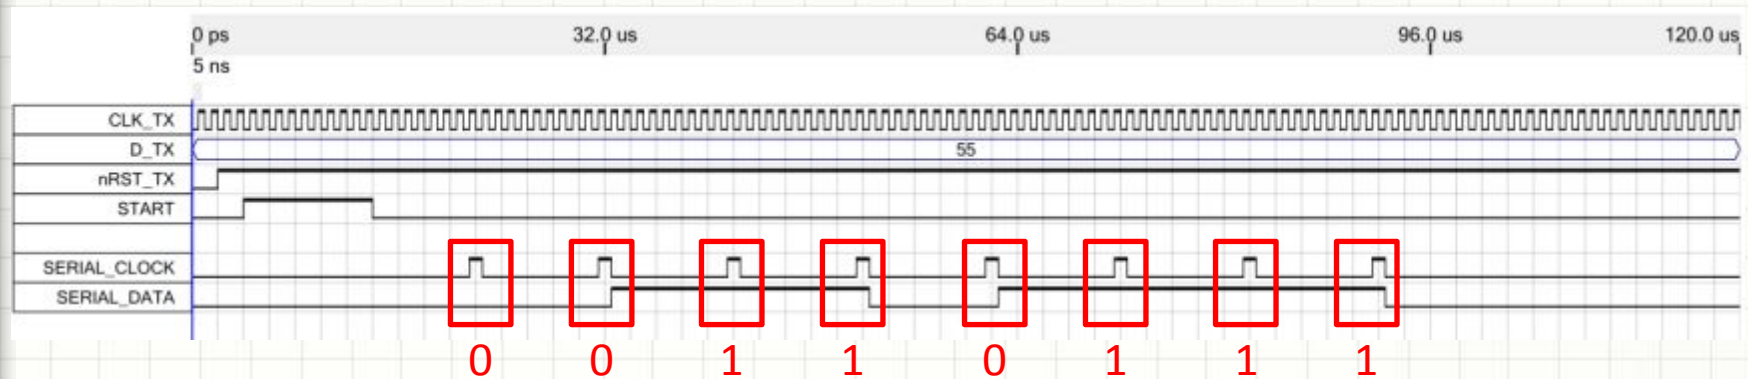 0 ps 32.0 us 64.0 us 96.0 us 120.0 us
5 ns
CLK_TX
D_TX 55
nRST_TX
START
SERIAL_CLOCK
SERIAL_DATA
0 0 1 1 0 1 1 1